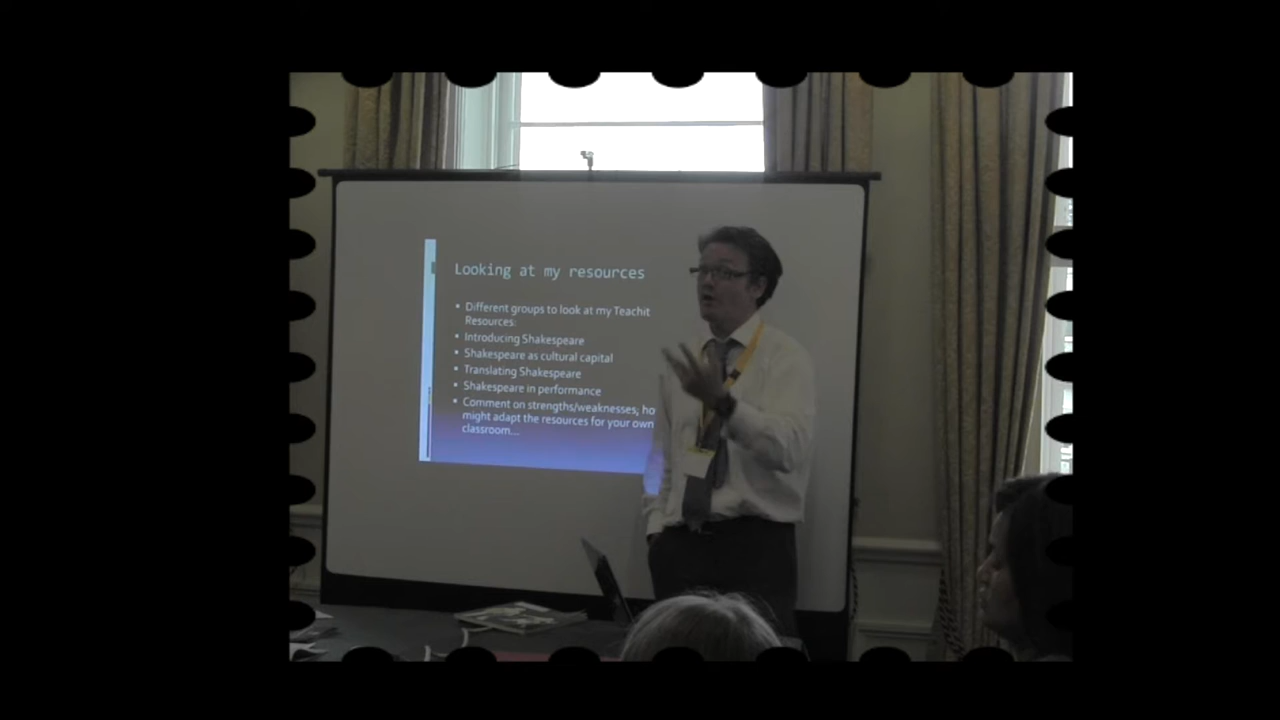 Looking at my resources
Different groups to look at my Teachit
Resources:
Introducing Shakespeare
Shakespeare as cultural capital
Translating Shakespeare
Shakespeare in performance
Comment on strengths/weaknesses; ho
might adapt the resources for your own
classroom....